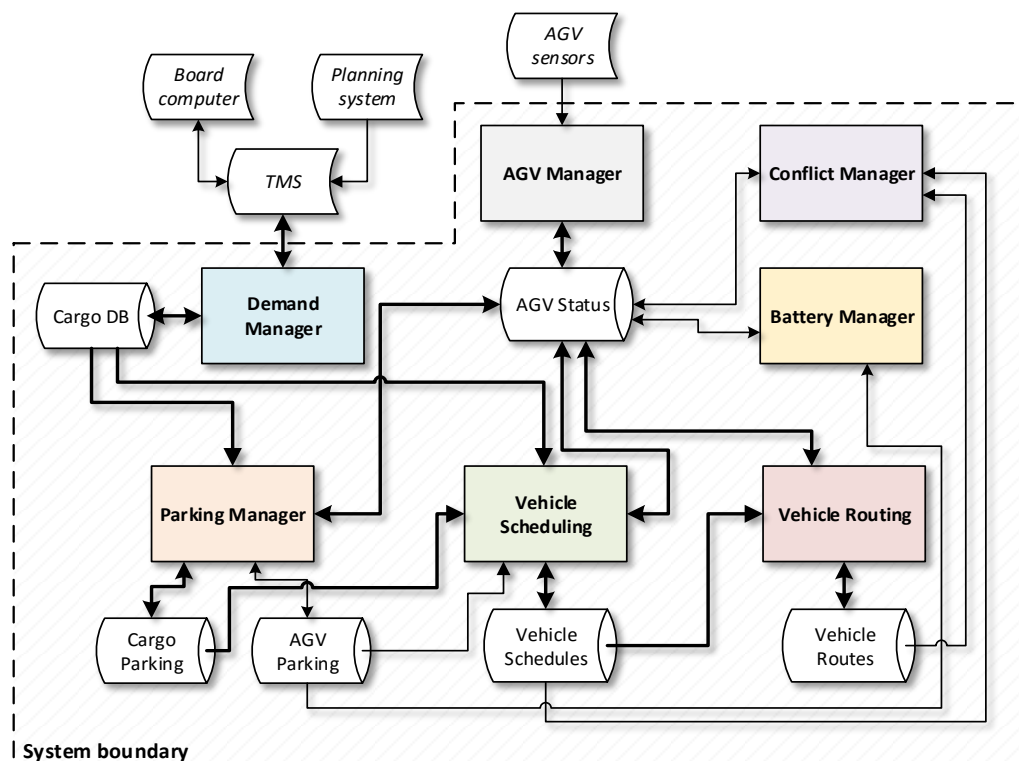 AGV
sensors
Board
computer
Planning
system
TMS
AGV Manager
Conflict Manager
Cargo DB
Demand
Manager
AGV Status
Battery Manager
Parking Manager
Vehicle
Scheduling
Vehicle Routing
Cargo
Parking
AGV
Parking
Vehicle
Schedules
Vehicle
Routes
System boundary